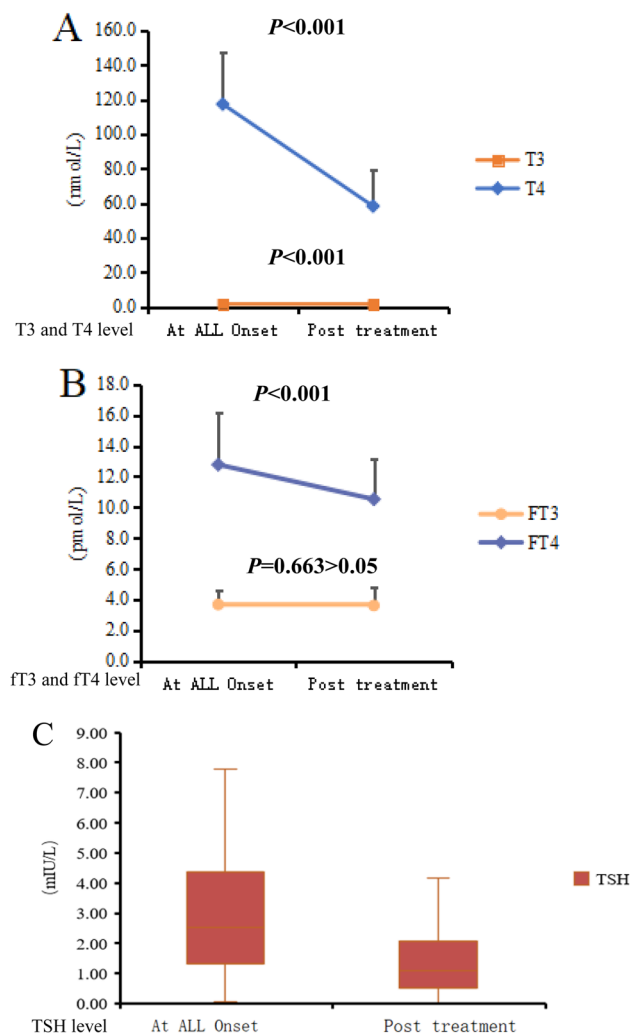 A
P<0.001
160.0
140.0
120.0
100.0
80.0
60.0
40.0
20.0
0.0
(nm ol/L)
P<0.001
T3
T4
T3 and T4 level
At ALL Onset
Post treatment
B
P<0.001
18.0
16.0
14.0
12.0
10.0
8.0
6.0
4.0
2.0
0.0
(pm ol/L)
P=0.663>0.05
FT3
FT4
fT3 and fT4 level
At ALL Onset
Post treatment
C
9.00
8.00
7.00
6.00
5.00
4.00
3.00
2.00
1.00
0.00
(mIU/L)
TSH
TSH level
At ALL Onset
Post treatment